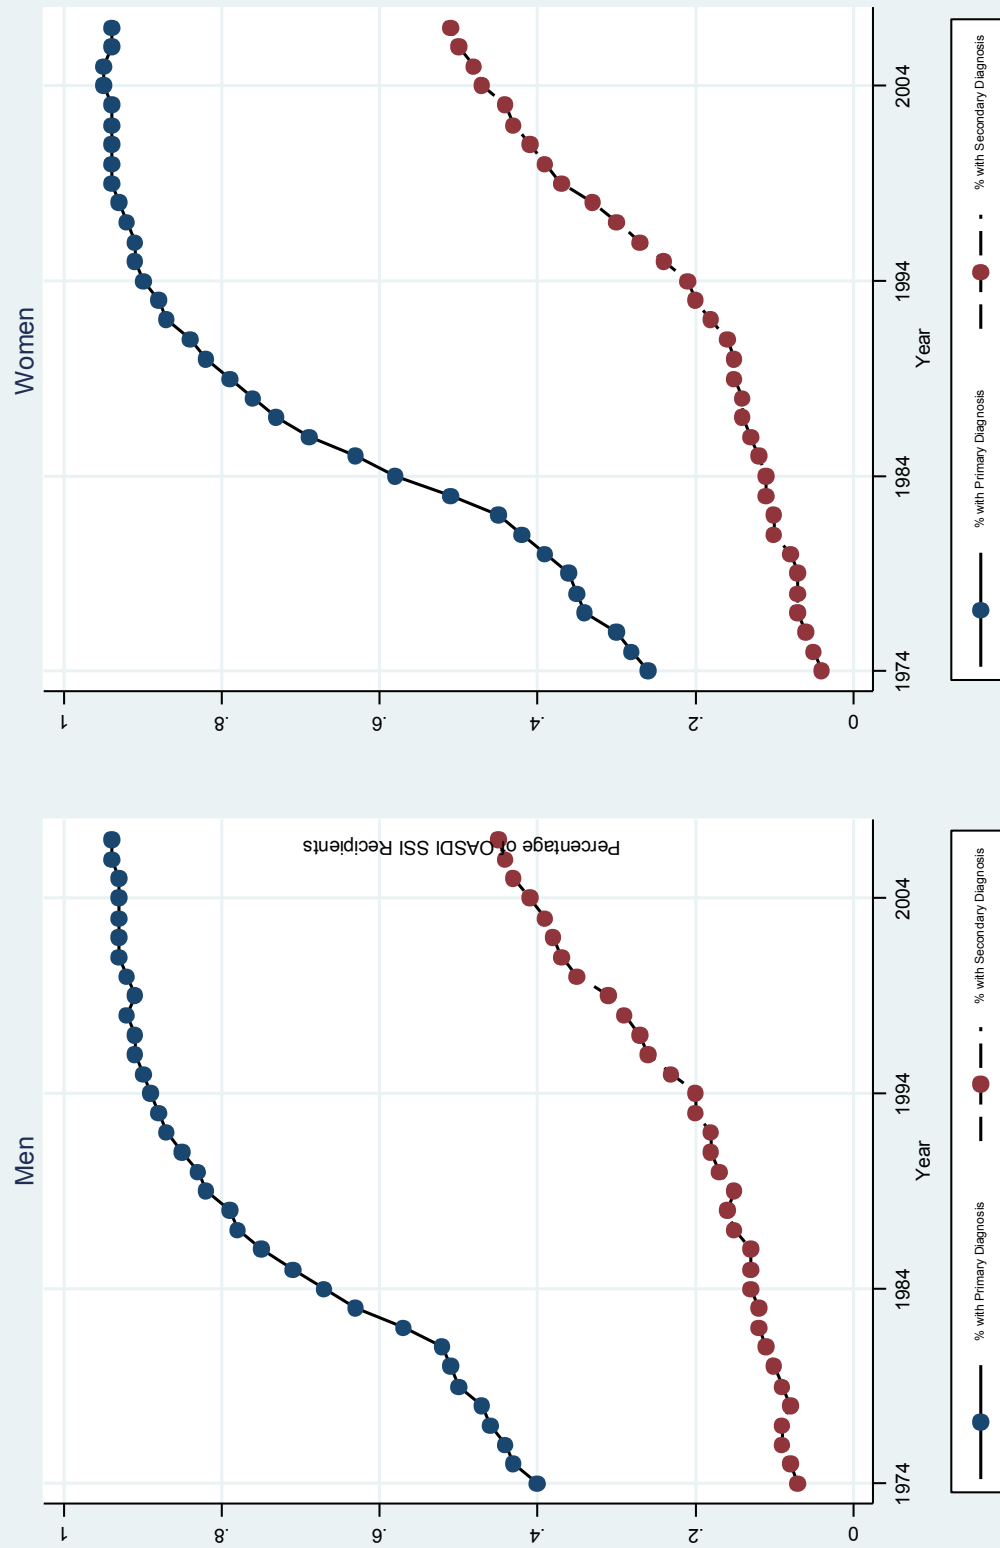 Men
Percentage of OASDI SSI Recipients
1
.8
.6
.4
.2
0
1974
1984
1994
2004
Year
% with Primary Diagnosis
% with Secondary Diagnosis
Women
1
.8
.6
.4
.2
0
1974
1984
1994
2004
Year
% with Primary Diagnosis
% with Secondary Diagnosis